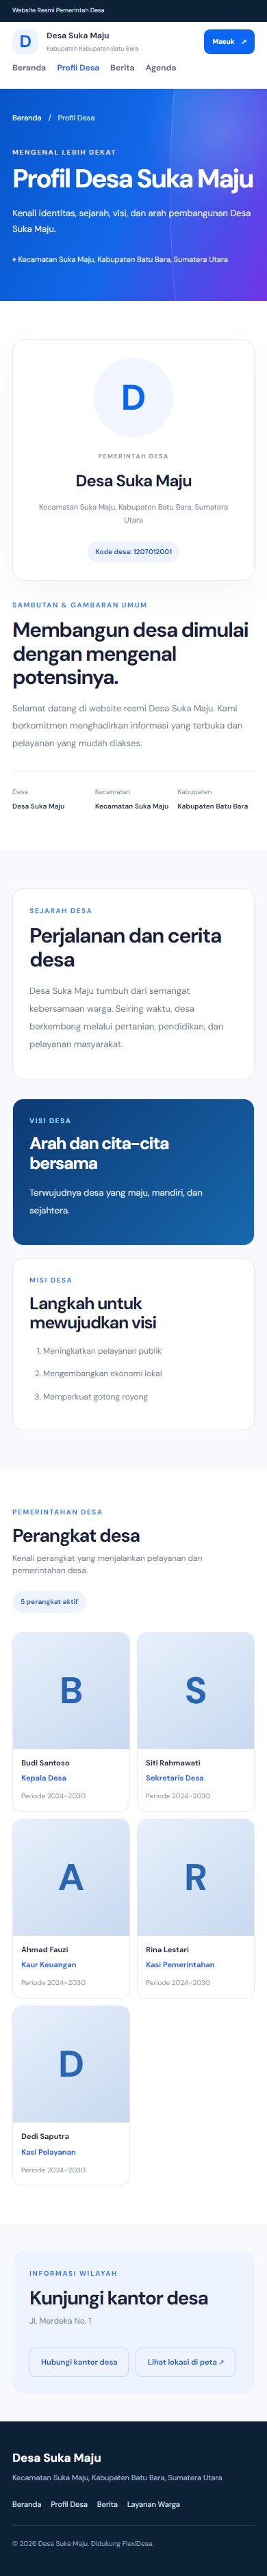 Website Resmi Pemerintah Desa
D
Desa Suka Maju
Kabupaten Kabupaten Batu Bara
Masuk ↗
Beranda Profil Desa Berita Agenda
Beranda / Profil Desa
MENGENAL LEBIH DEKAT
Profil Desa Suka Maju
Kenali identitas, sejarah, visi, dan arah pembangunan Desa
Suka Maju.
⌖ Kecamatan Suka Maju, Kabupaten Batu Bara, Sumatera Utara
D
PEMERINTAH DESA
Desa Suka Maju
Kecamatan Suka Maju, Kabupaten Batu Bara, Sumatera
Utara
Kode desa: 1207012001
SAMBUTAN & GAMBARAN UMUM
Membangun desa dimulai
dengan mengenal
potensinya.
Selamat datang di website resmi Desa Suka Maju. Kami
berkomitmen menghadirkan informasi yang terbuka dan
pelayanan yang mudah diakses.
Desa Kecamatan Kabupaten
Desa Suka Maju Kecamatan Suka Maju Kabupaten Batu Bara
SEJARAH DESA
Perjalanan dan cerita
desa
Desa Suka Maju tumbuh dari semangat
kebersamaan warga. Seiring waktu, desa
berkembang melalui pertanian, pendidikan, dan
pelayanan masyarakat.
VISI DESA
Arah dan cita-cita
bersama
Terwujudnya desa yang maju, mandiri, dan
sejahtera.
MISI DESA
Langkah untuk
mewujudkan visi
1. Meningkatkan pelayanan publik
2. Mengembangkan ekonomi lokal
3. Memperkuat gotong royong
PEMERINTAHAN DESA
Perangkat desa
Kenali perangkat yang menjalankan pelayanan dan
pemerintahan desa.
5 perangkat aktif
B
Budi Santoso
Kepala Desa
Periode 2024–2030
S
Siti Rahmawati
Sekretaris Desa
Periode 2024–2030
A
Ahmad Fauzi
Kaur Keuangan
Periode 2024–2030
R
Rina Lestari
Kasi Pemerintahan
Periode 2024–2030
D
Dedi Saputra
Kasi Pelayanan
Periode 2024–2030
INFORMASI WILAYAH
Kunjungi kantor desa
Jl. Merdeka No. 1
Hubungi kantor desa
Lihat lokasi di peta ↗
Desa Suka Maju
Kecamatan Suka Maju, Kabupaten Batu Bara, Sumatera Utara
Beranda Profil Desa Berita Layanan Warga
© 2026 Desa Suka Maju. Didukung FlexiDesa.